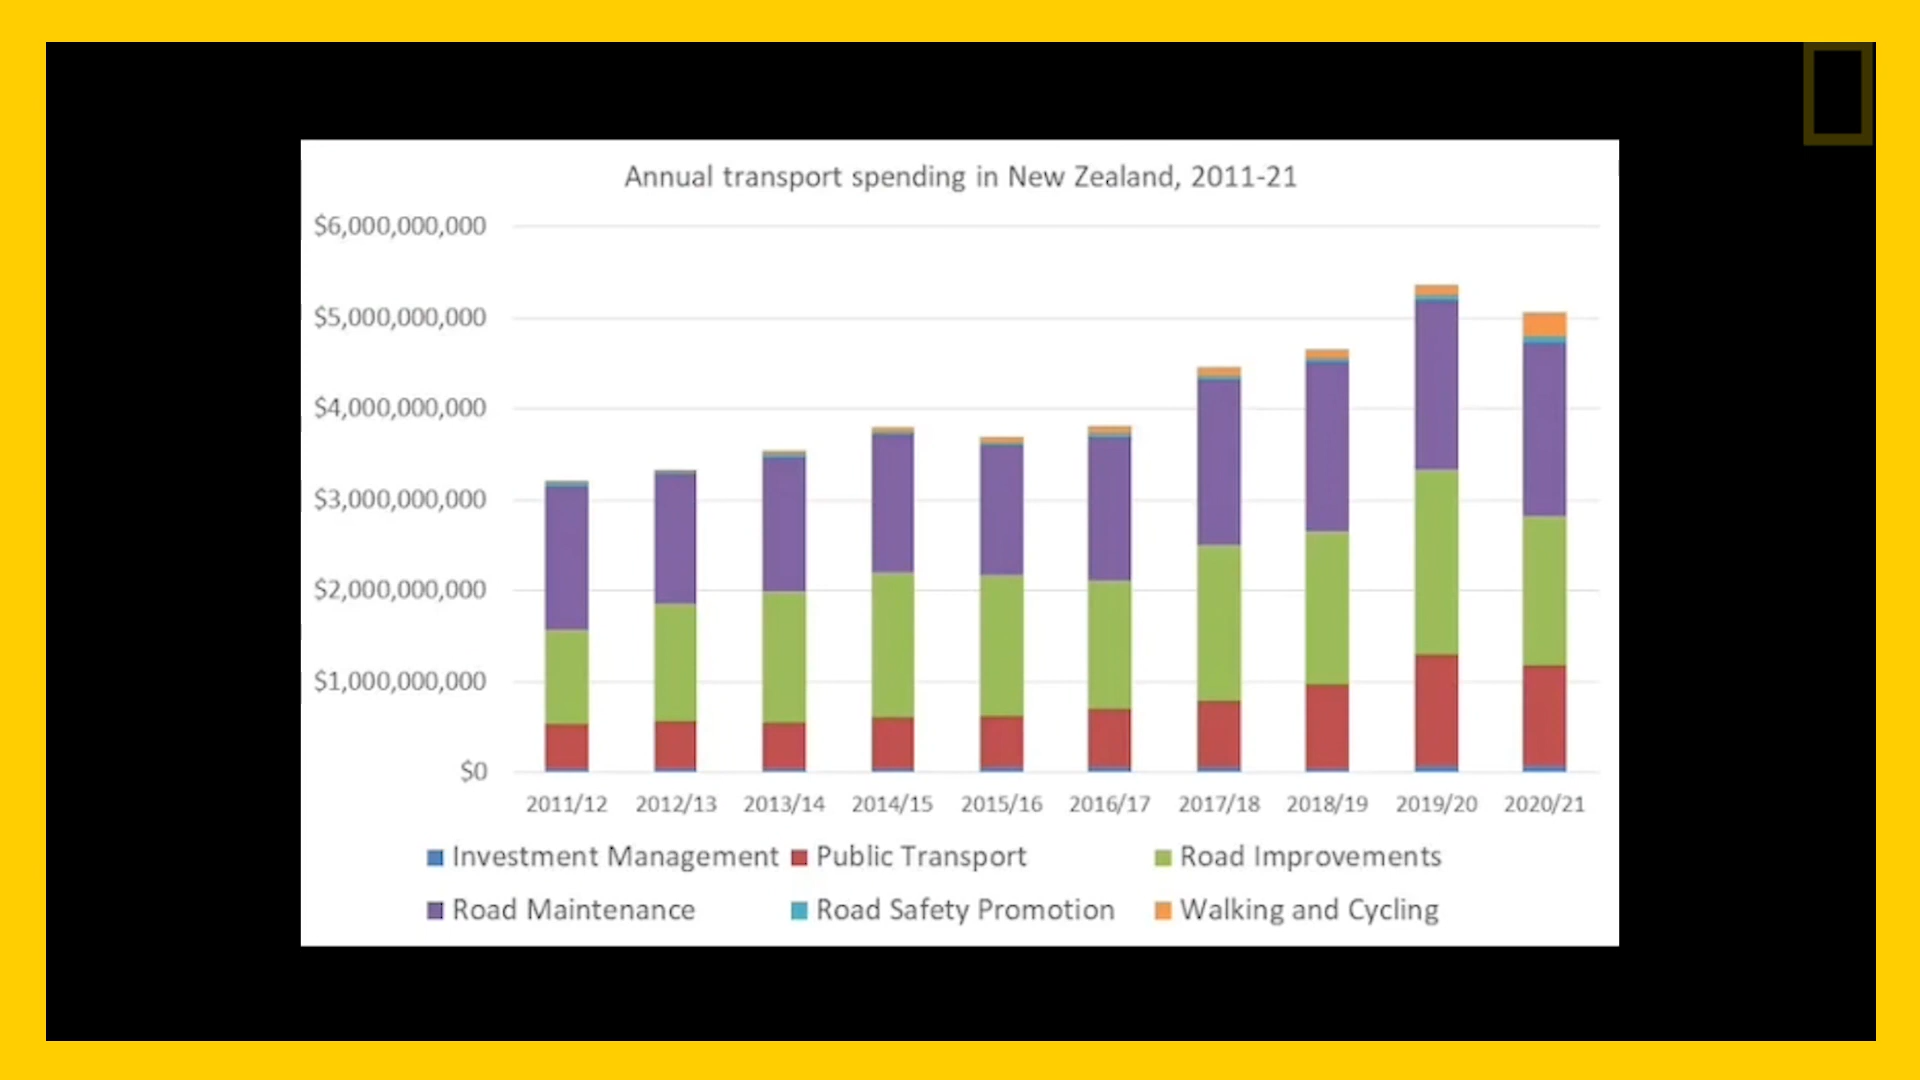 Annual transport spending in New Zealand, 2011-21
$6,000,000,000
$5,000,000,000
$4,000,000,000
$3,000,000,000
$2,000,000,000
$1,000,000,000
$0
2011/12 2012/13 2013/14 2014/15 2015/16 2016/17 2017/18 2018/19 2019/20 2020/21
Investment Management Public Transport Road Improvements
Road Maintenance Road Safety Promotion Walking and Cycling